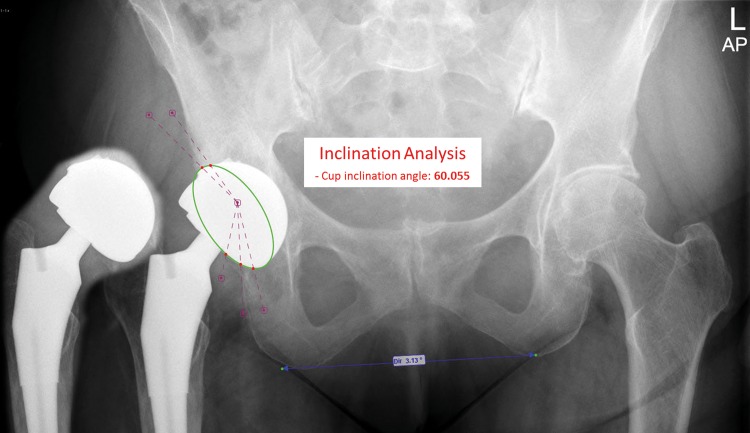 L
AP
Inclination Analysis
- Cup inclination angle: 60.055
Dir 3.13 °